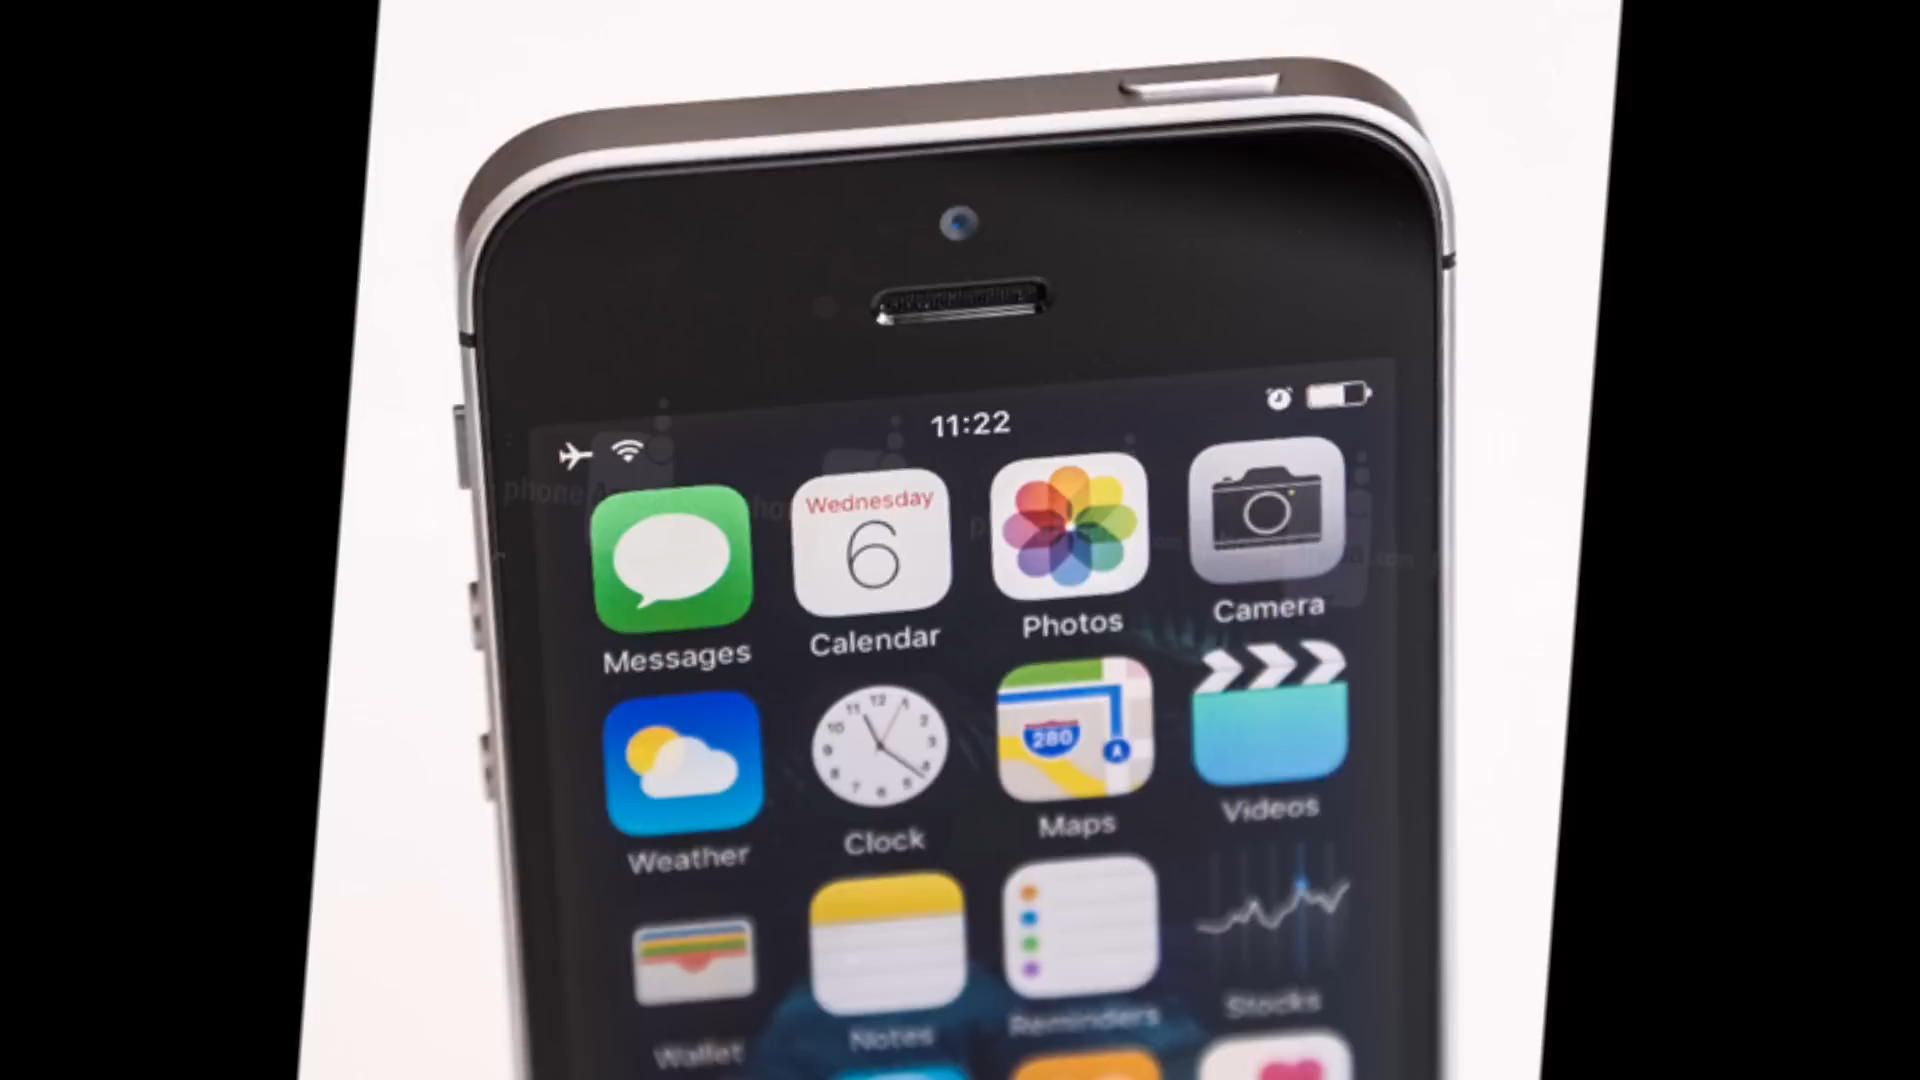 11:22
Wednesday
6
Messages
Calendar
Photos
Camera
280
A
Weather
Clock
Maps
Videos
Wallet
Notes
Reminders
Stocks